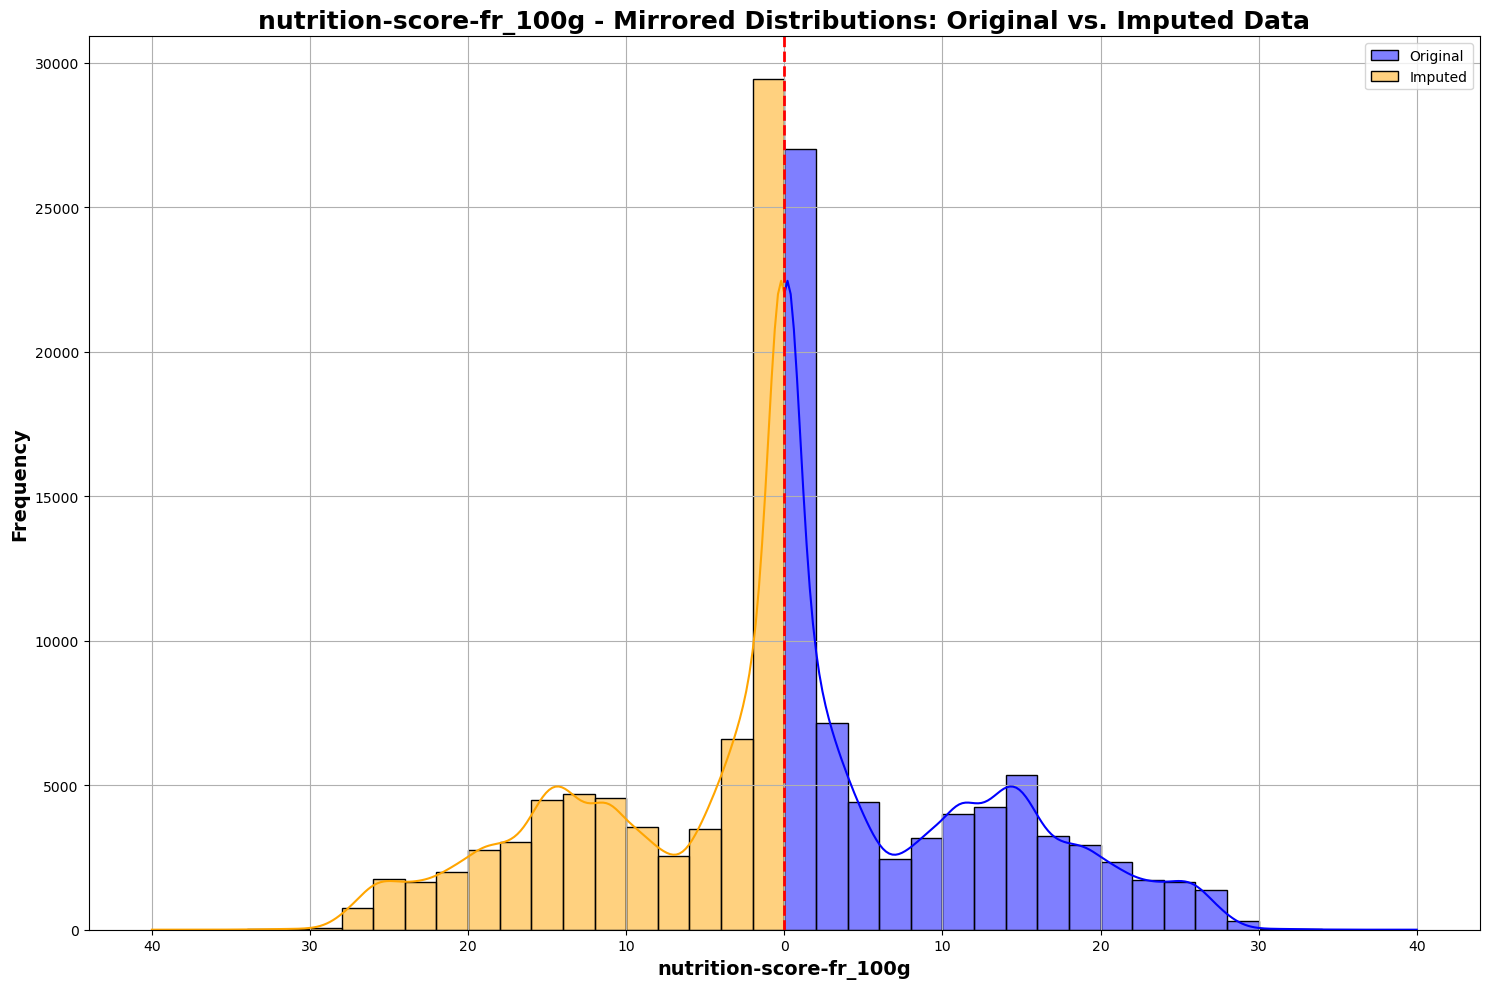 nutrition-score-fr_100g - Mirrored Distributions: Original vs. Imputed Data
Original
Imputed
Frequency
30000
25000
20000
15000
10000
5000
0
40 30 20 10 0 10 20 30 40
nutrition-score-fr_100g